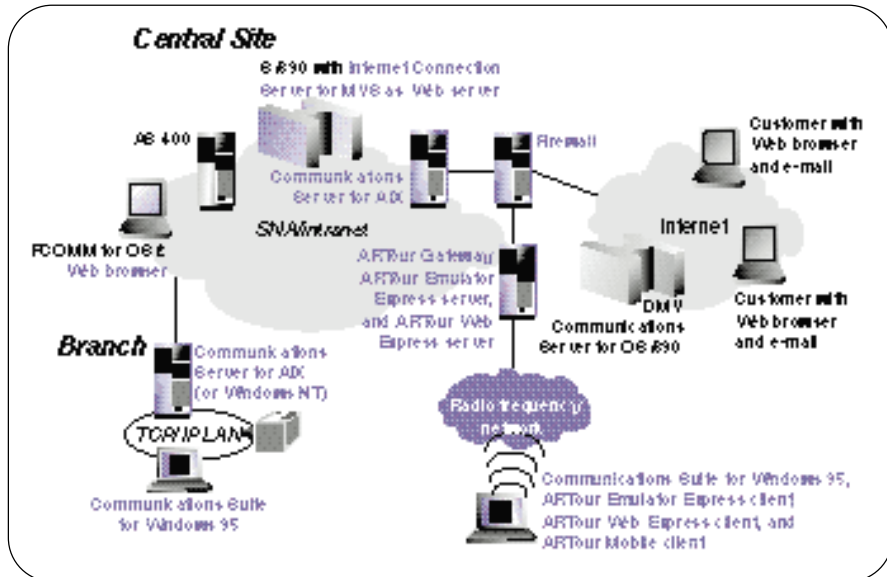 Central Site
S/390 with Internet Connection
Server for MVS as Web server
AS/400
Firewall
Customer with
Web browser
and e-mail
Communications
Server for AIX
SNA/intranet
Internet
PCOMM for OS/2
Web browser
ARTour Gateway,
ARTour Emulator
Express server,
and ARTour Web
Express server
DMV
Communications
Server for OS/390
Customer with
Web browser
and e-mail
Branch
Communications
Server for AIX
(or Windows NT)
TCP/IP LAN
Communications Suite
for Windows 95
Radio frequency
network
Communications Suite for Windows 95,
ARTour Emulator Express client,
ARTour Web Express client, and
ARTour Mobile client